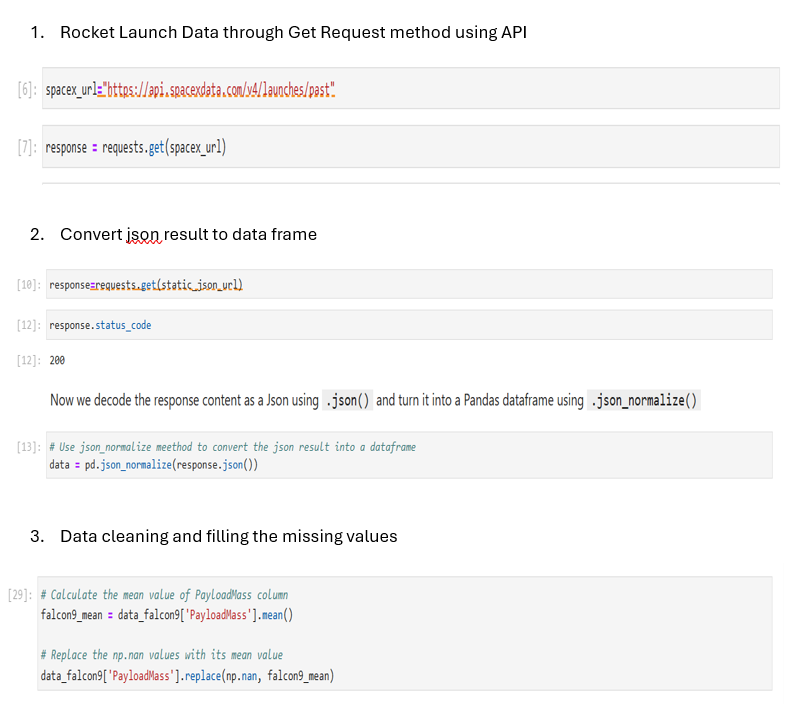 1. Rocket Launch Data through Get Request method using API
[6]: spacex_url="https://api.spacexdata.com/v4/launches/past"
[7]: response = requests.get(spacex_url)
2. Convert json result to data frame
[10]: response=requests.get(static_json_url)
[12]: response.status_code
[12]: 200
Now we decode the response content as a Json using .json() and turn it into a Pandas dataframe using .json_normalize()
[13]: # Use json_normalize meethod to convert the json result into a dataframe
data = pd.json_normalize(response.json())
3. Data cleaning and filling the missing values
[29]: # Calculate the mean value of PayloadMass column
falcon9_mean = data_falcon9['PayloadMass'].mean()
# Replace the np.nan values with its mean value
data_falcon9['PayloadMass'].replace(np.nan, falcon9_mean)